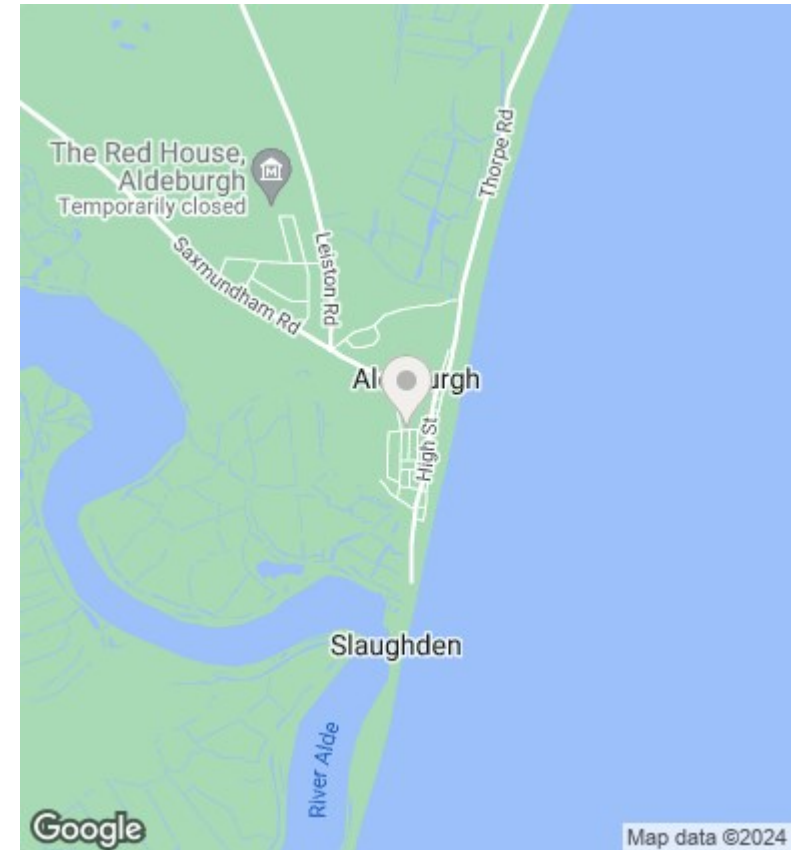 Thorpe Rd
The Red House,
Aldeburgh
Temporarily closed
Leiston Rd
Saxmundham Rd
High St
Slaughden
River Alde
Google
Map data ©2024